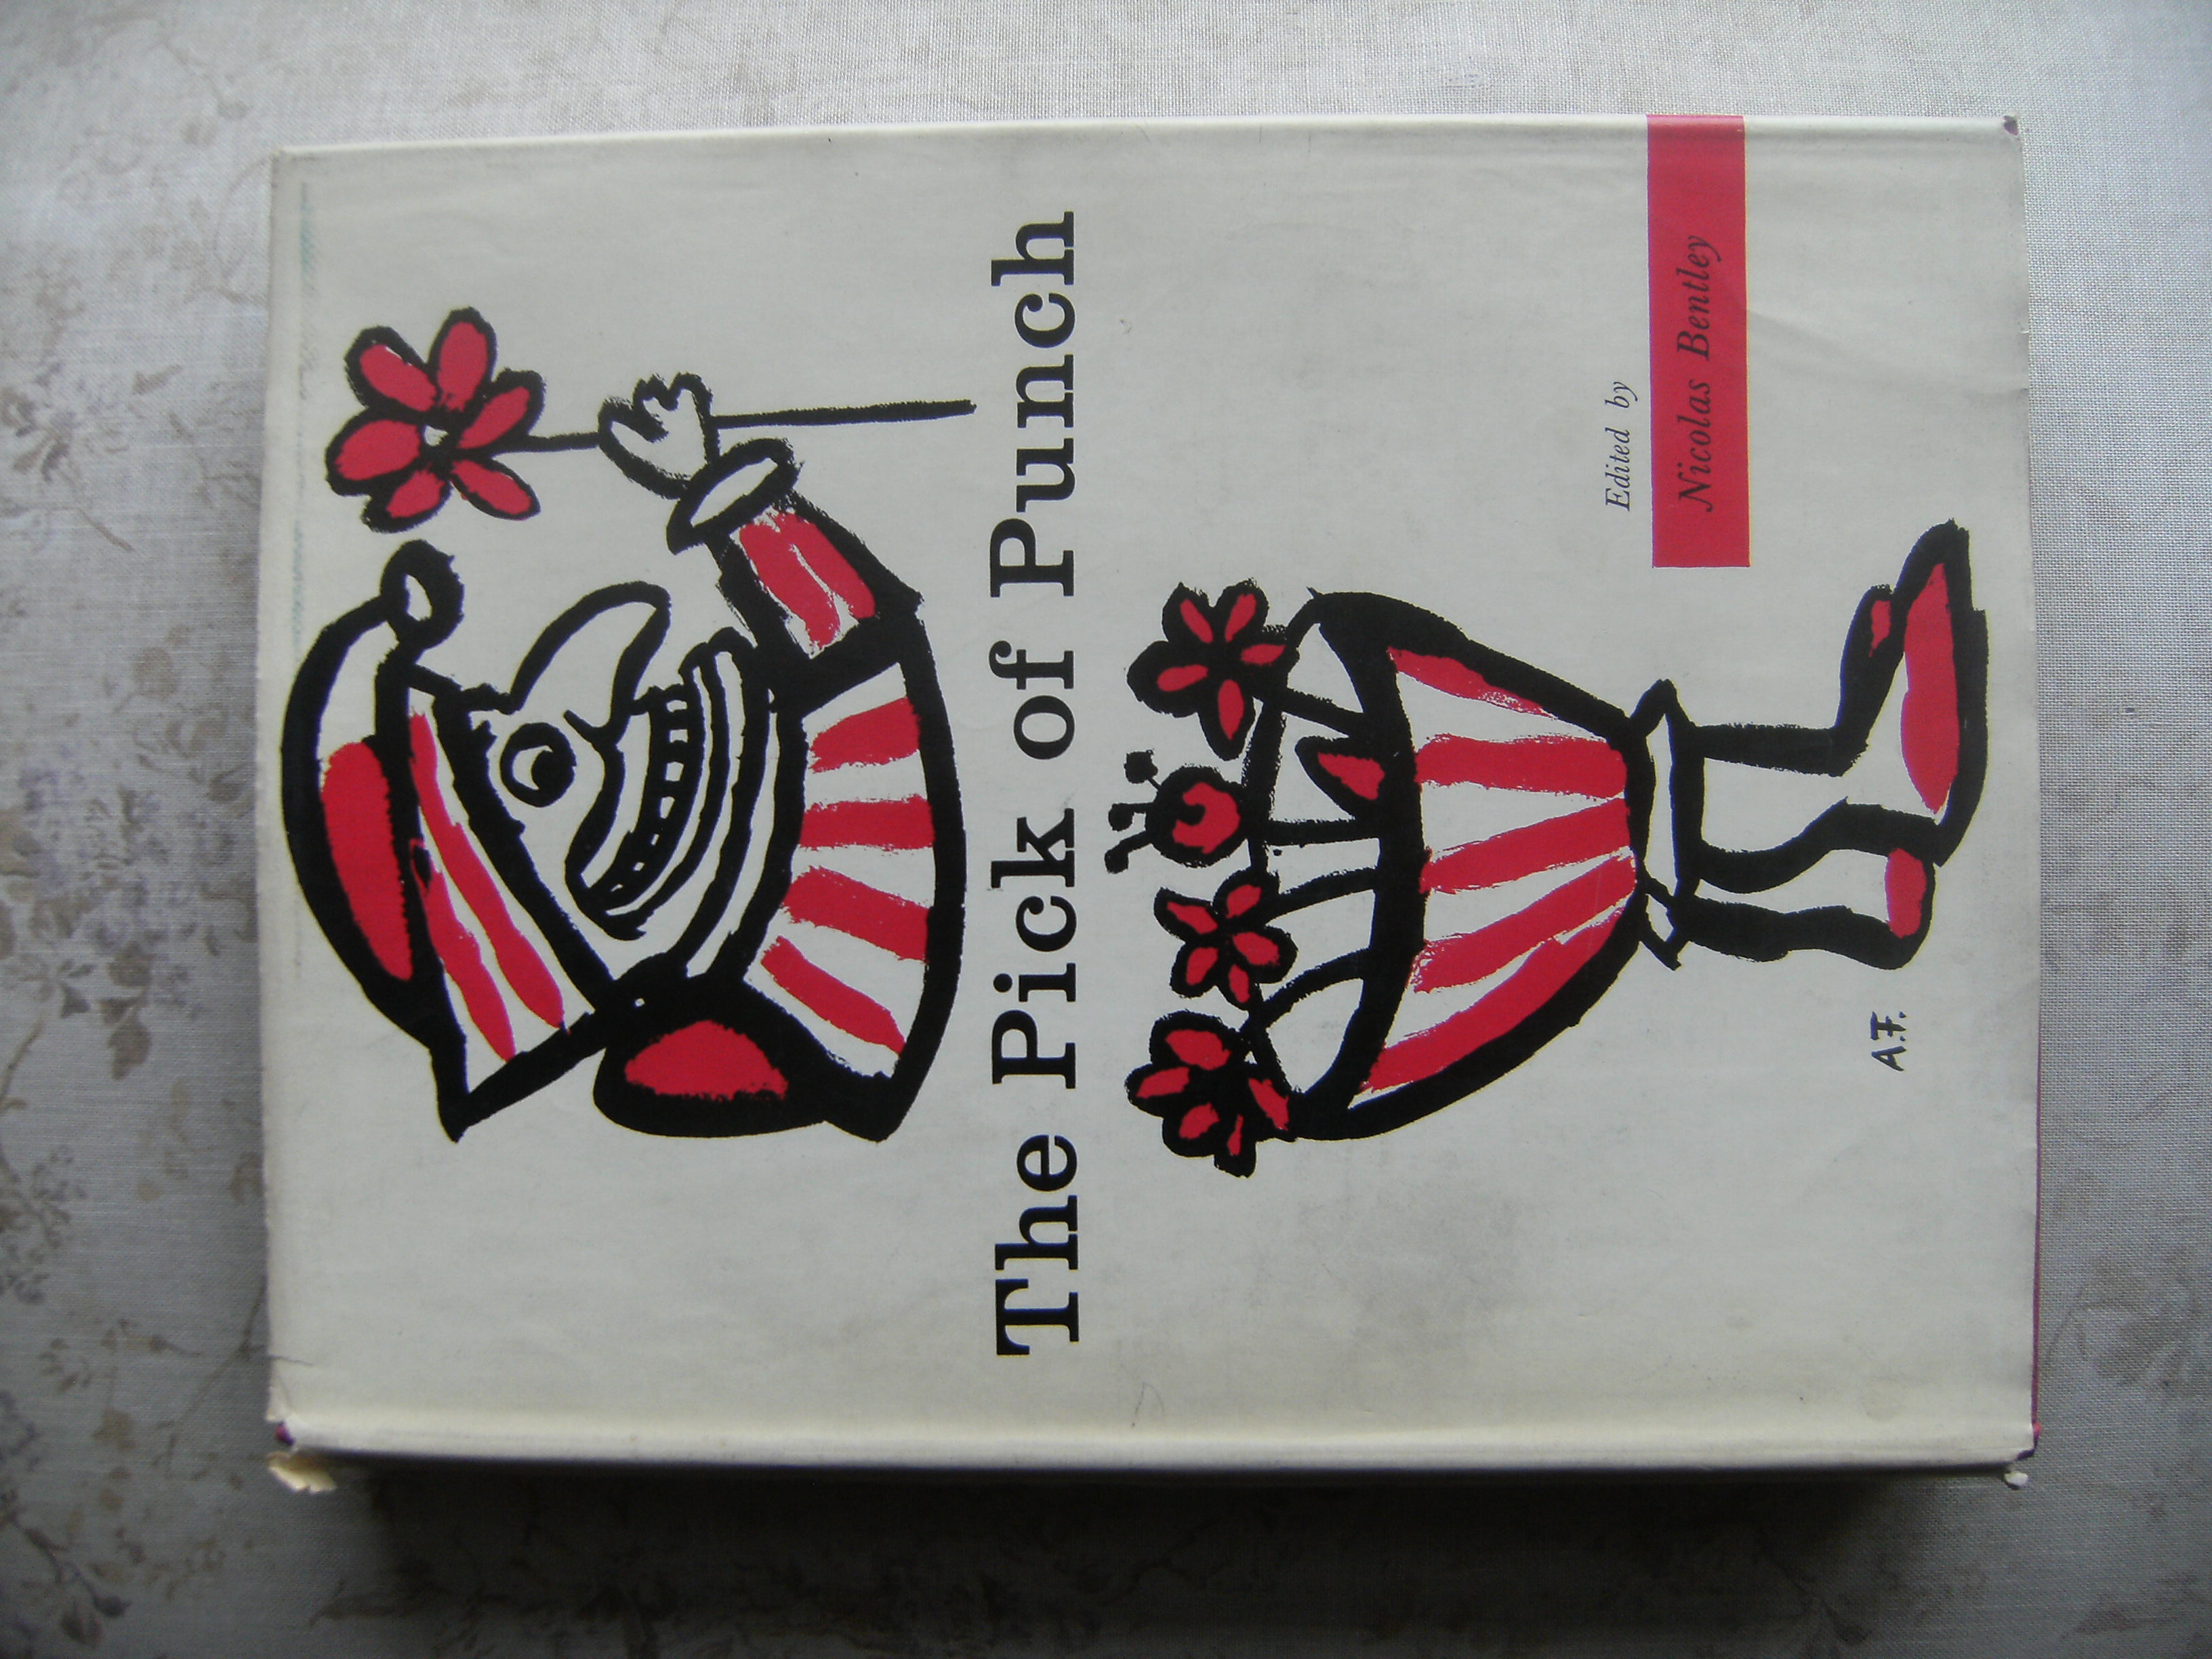 The Pick of Punch
Edited by
Nicolas Bentley
A.F.